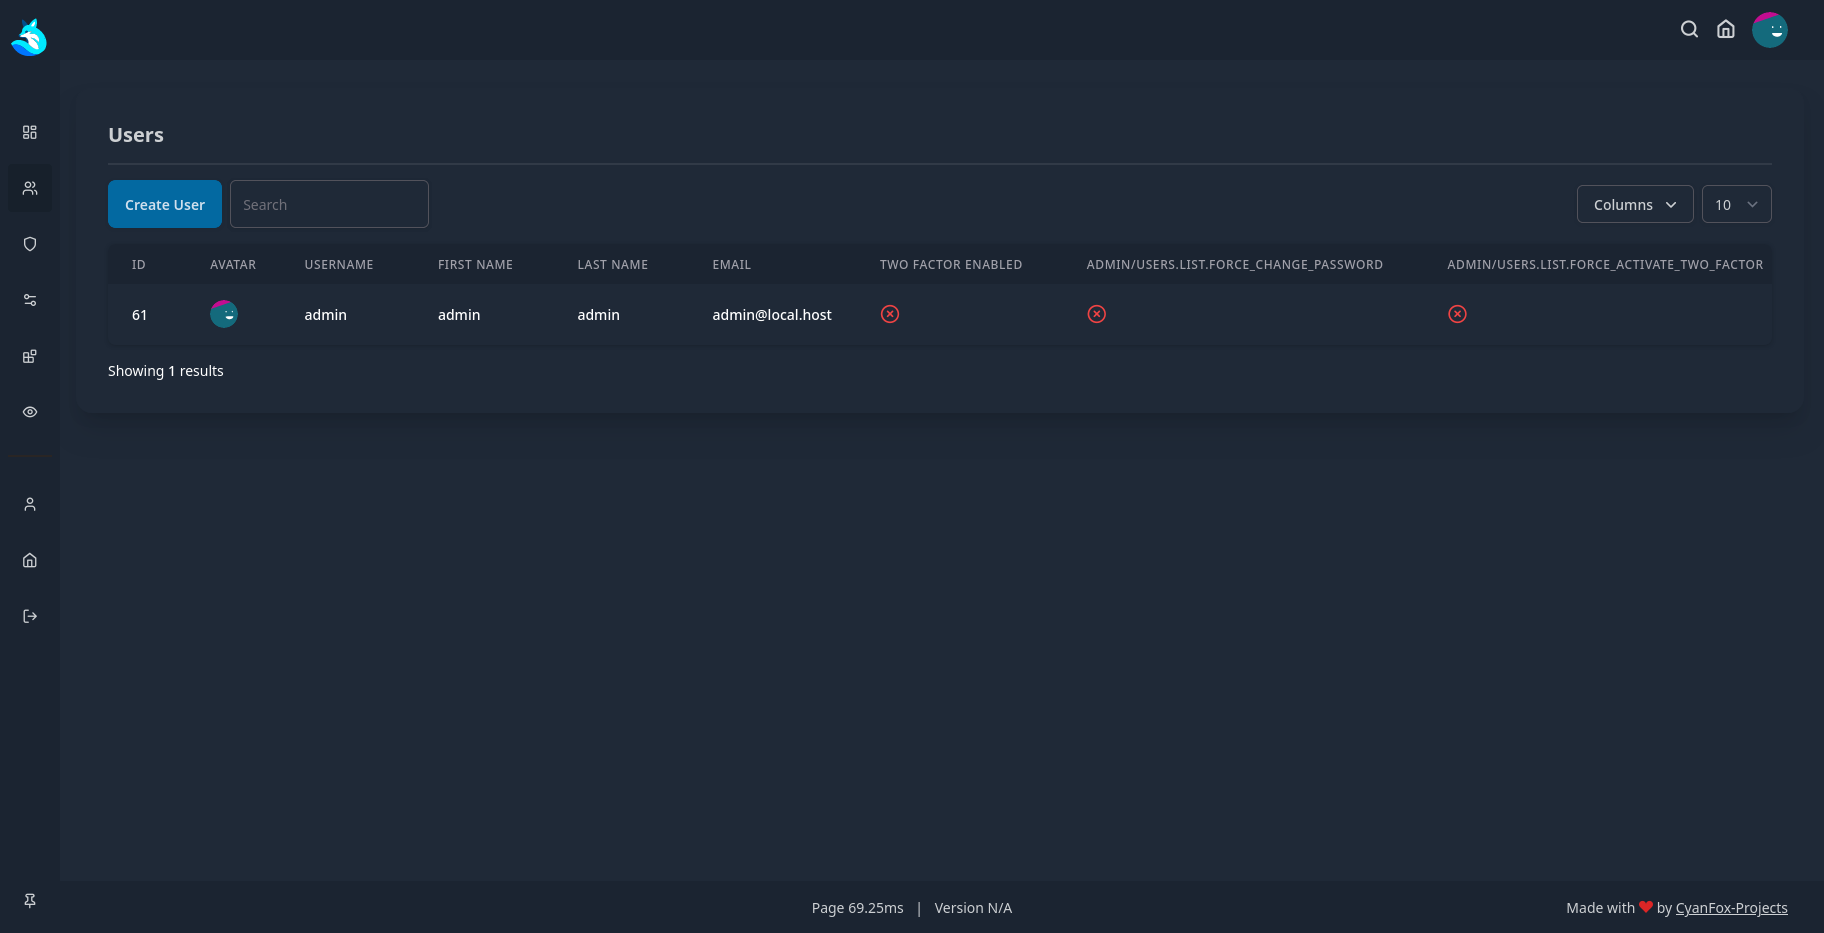 Users
Create User Search Columns 10
ID AVATAR USERNAME FIRST NAME LAST NAME EMAIL TWO FACTOR ENABLED ADMIN/USERS.LIST.FORCE_CHANGE_PASSWORD ADMIN/USERS.LIST.FORCE_ACTIVATE_TWO_FACTOR
61 admin admin admin admin@local.host
Showing 1 results
Page 69.25ms | Version N/A Made with ❤ by CyanFox-Projects